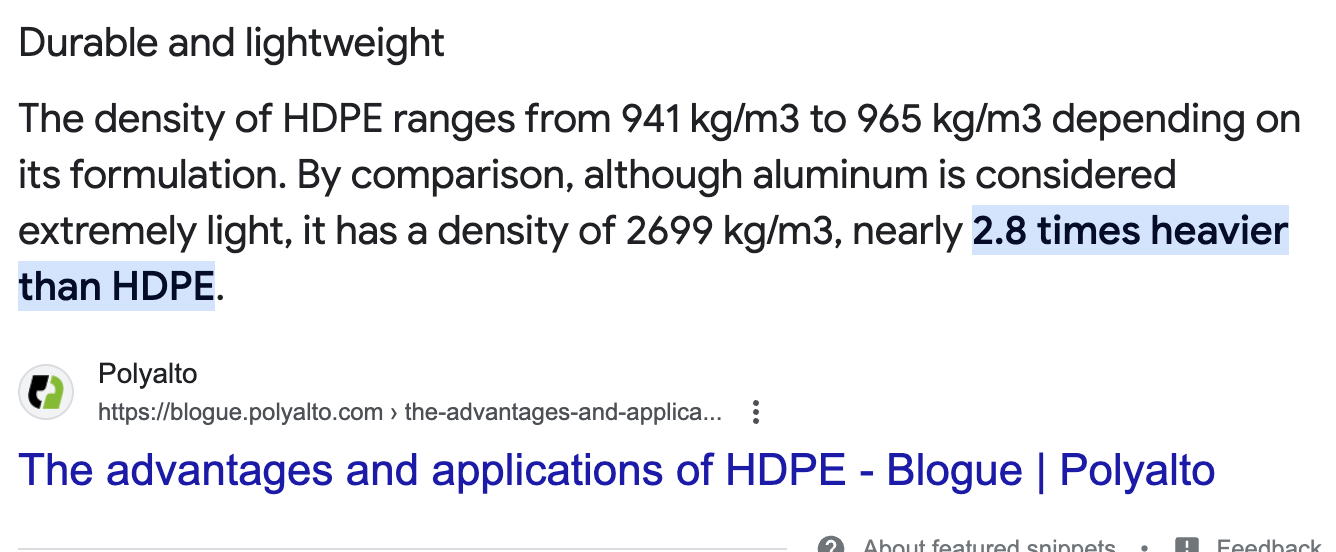 Durable and lightweight
The density of HDPE ranges from 941 kg/m3 to 965 kg/m3 depending on
its formulation. By comparison, although aluminum is considered
extremely light, it has a density of 2699 kg/m3, nearly 2.8 times heavier
than HDPE.
Polyalto
https://blogue.polyalto.com › the-advantages-and-applica...
The advantages and applications of HDPE - Blogue | Polyalto
About featured snippets • Feedback